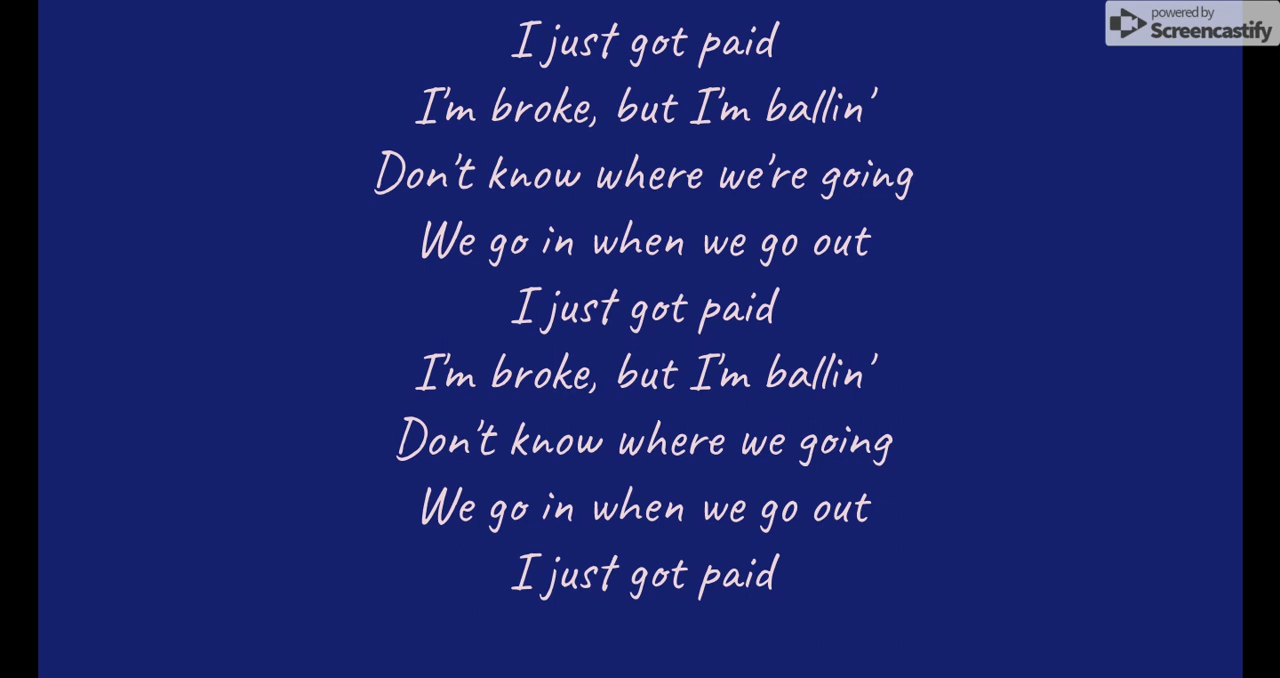 powered by
Screencastify
I just got paid
I'm broke, but I'm ballin'
Don't know where we're going
We go in when we go out
I just got paid
I'm broke, but I'm ballin'
Don't know where we going
We go in when we go out
I just got paid